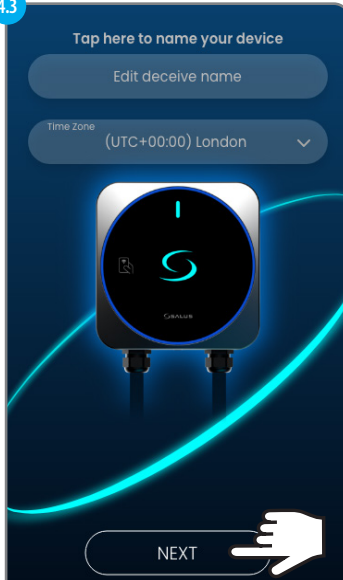 4.3
Tap here to name your device
Edit deceive name
Time Zone
(UTC+00:00) London
NEXT